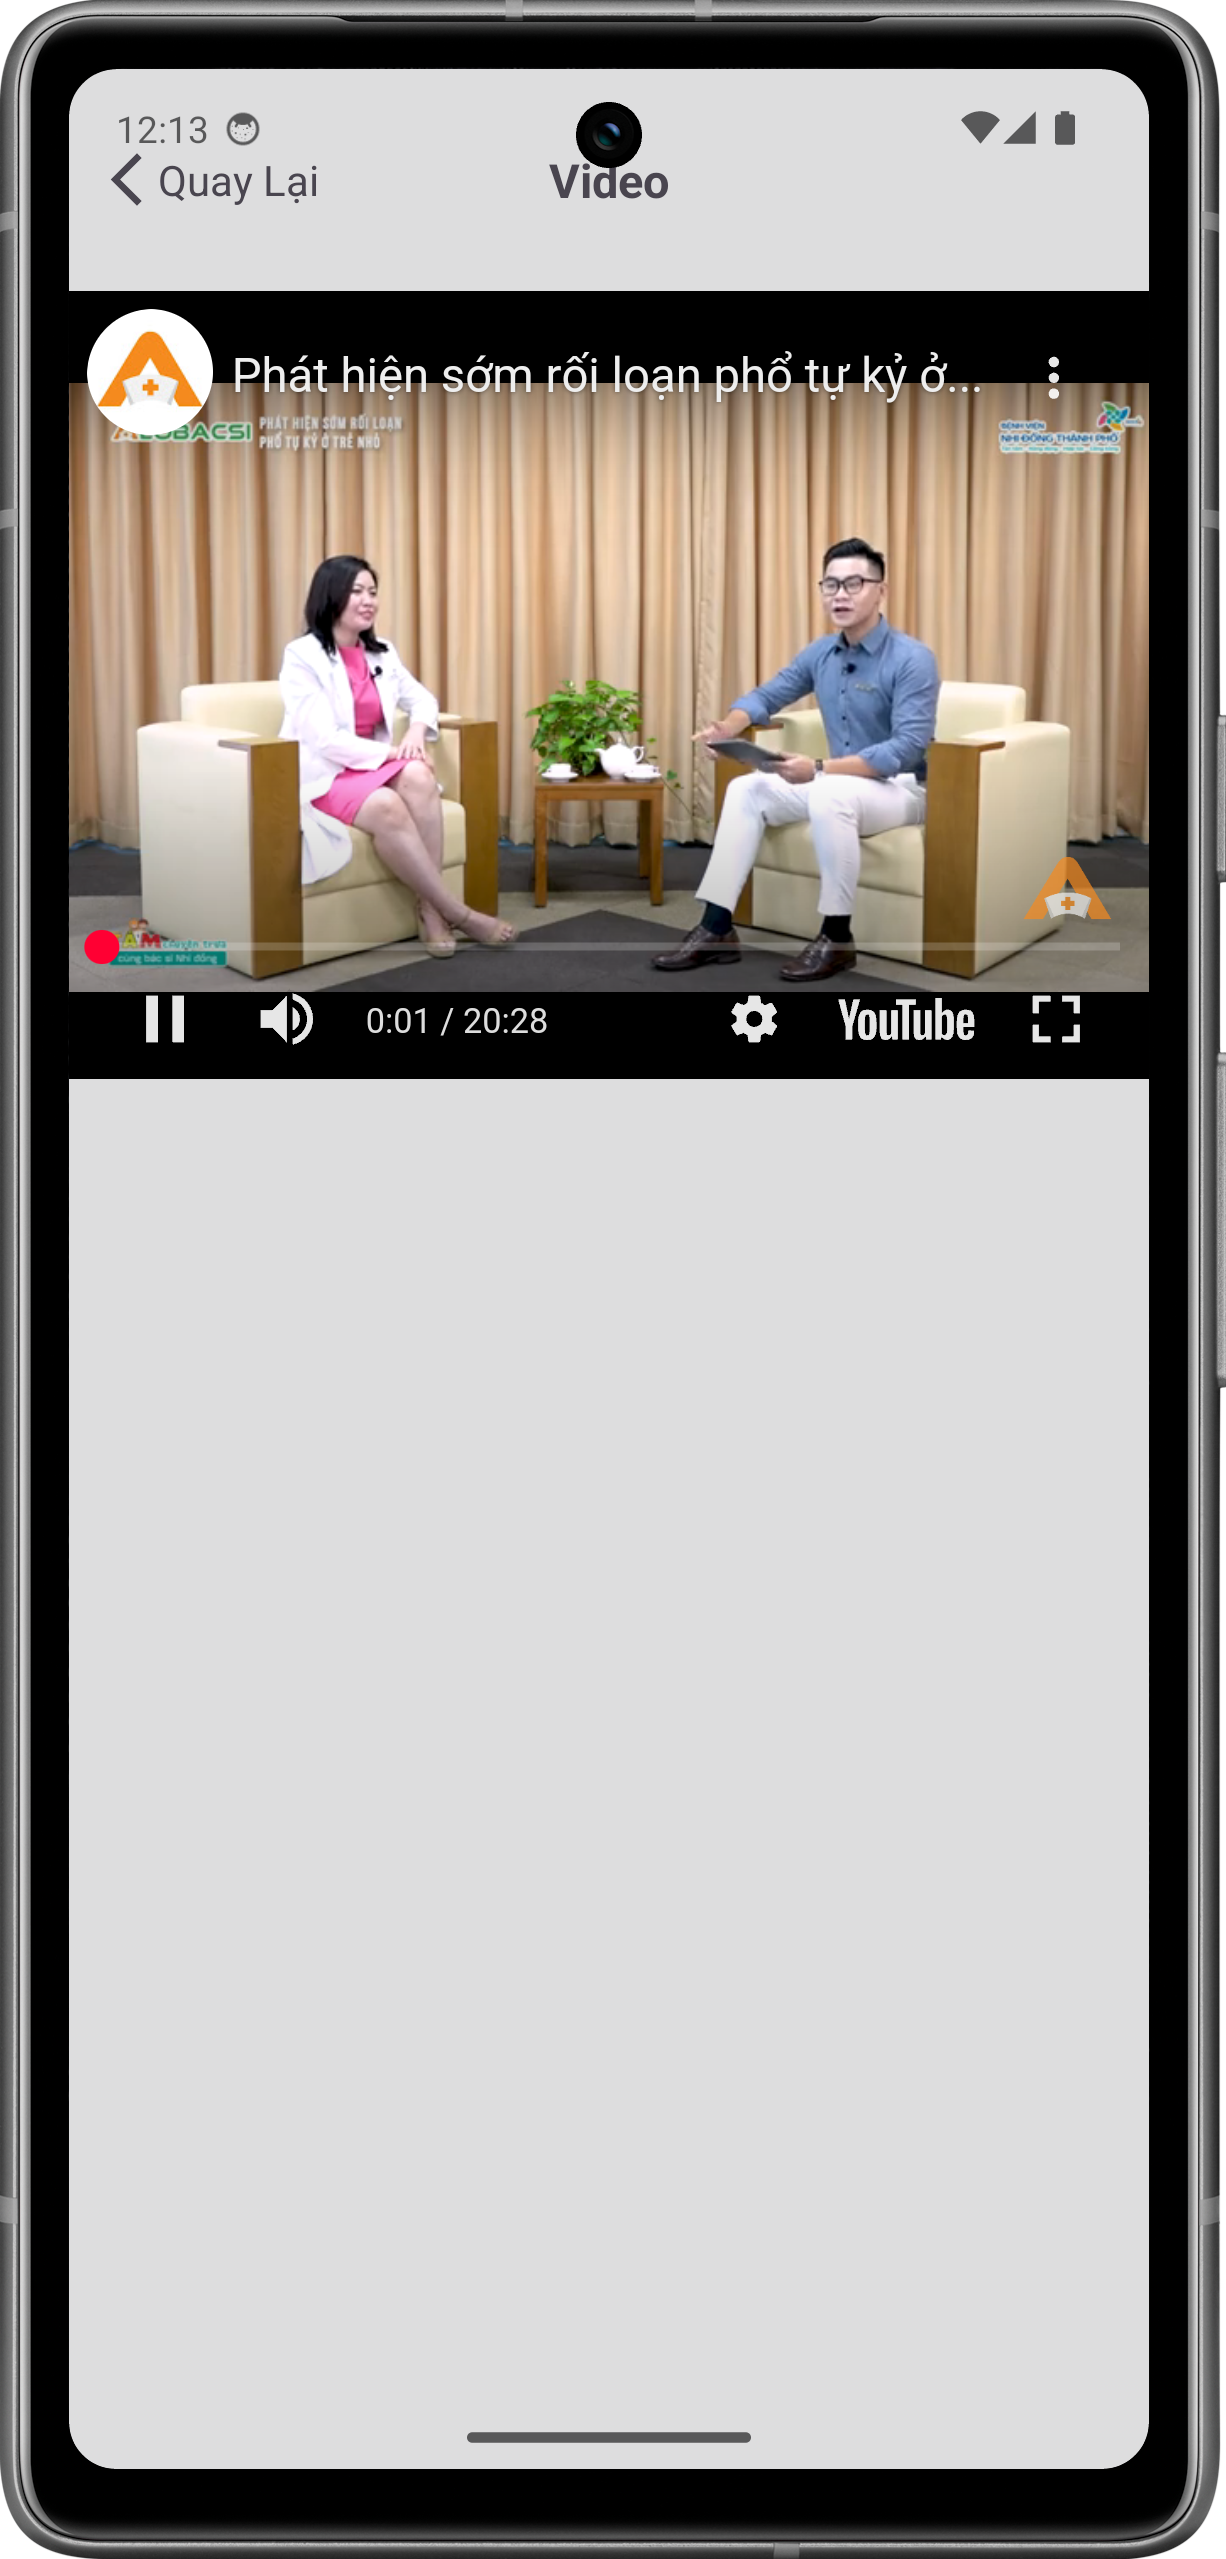 12:13
Quay Lại
Video
Phát hiện sớm rối loạn phổ tự kỷ ở...
PHÁT HIỆN SỚM RỐI LOẠN
PHỔ TỰ KỶ Ở TRẺ NHỎ
BỆNH VIỆN
NHI ĐỒNG THÀNH PHỐ
chuyện trưa
cùng bác sĩ Nhi đồng
0:01 / 20:28
YouTube